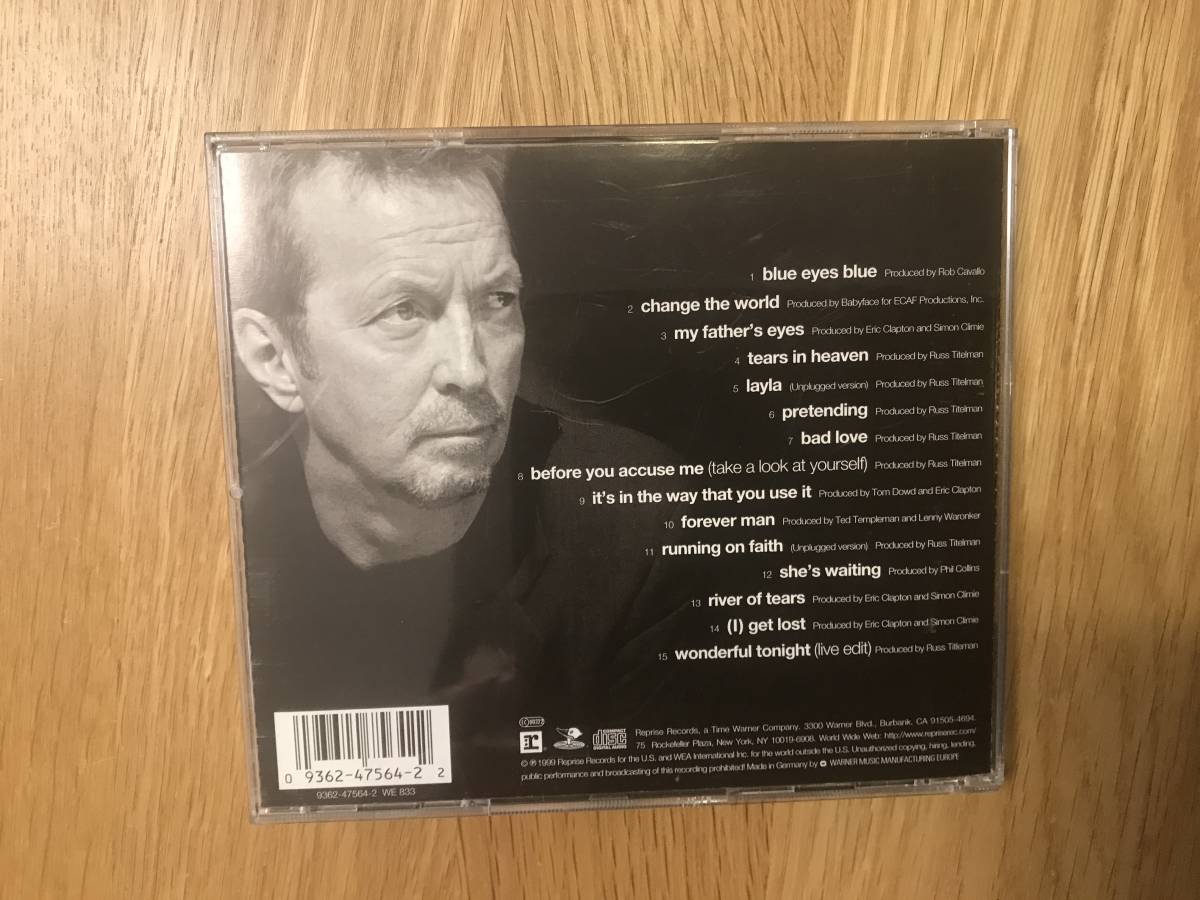 1 blue eyes blue Produced by Rob Cavallo
2 change the world Produced by Babyface for ECAF Productions, Inc.
3 my father's eyes Produced by Eric Clapton and Simon Climie
4 tears in heaven Produced by Russ Titelman
5 layla (Unplugged version) Produced by Russ Titelman
6 pretending Produced by Russ Titelman
7 bad love Produced by Russ Titelman
8 before you accuse me (take a look at yourself) Produced by Russ Titelman
9 it's in the way that you use it Produced by Tom Dowd and Eric Clapton
10 forever man Produced by Ted Templeman and Lenny Waronker
11 running on faith (Unplugged version) Produced by Russ Titelman
12 she's waiting Produced by Phil Collins
13 river of tears Produced by Eric Clapton and Simon Climie
14 (I) get lost Produced by Eric Clapton and Simon Climie
15 wonderful tonight (live edit) Produced by Russ Titleman
0 9362-47564-2 2
9362-47564-2 WE 833
COMPACT
disc
DIGITAL AUDIO
Reprise Records, a Time Warner Company. 3300 Warner Blvd., Burbank, CA 91505-4694.
75 Rockefeller Plaza, New York, NY 10019-6908. World Wide Web: http://www.repriserec.com/
© ℗ 1999 Reprise Records for the U.S. and WEA International Inc. for the world outside the U.S. Unauthorized copying, hiring, lending,
public performance and broadcasting of this recording prohibited! Made in Germany by WARNER MUSIC MANUFACTURING EUROPE